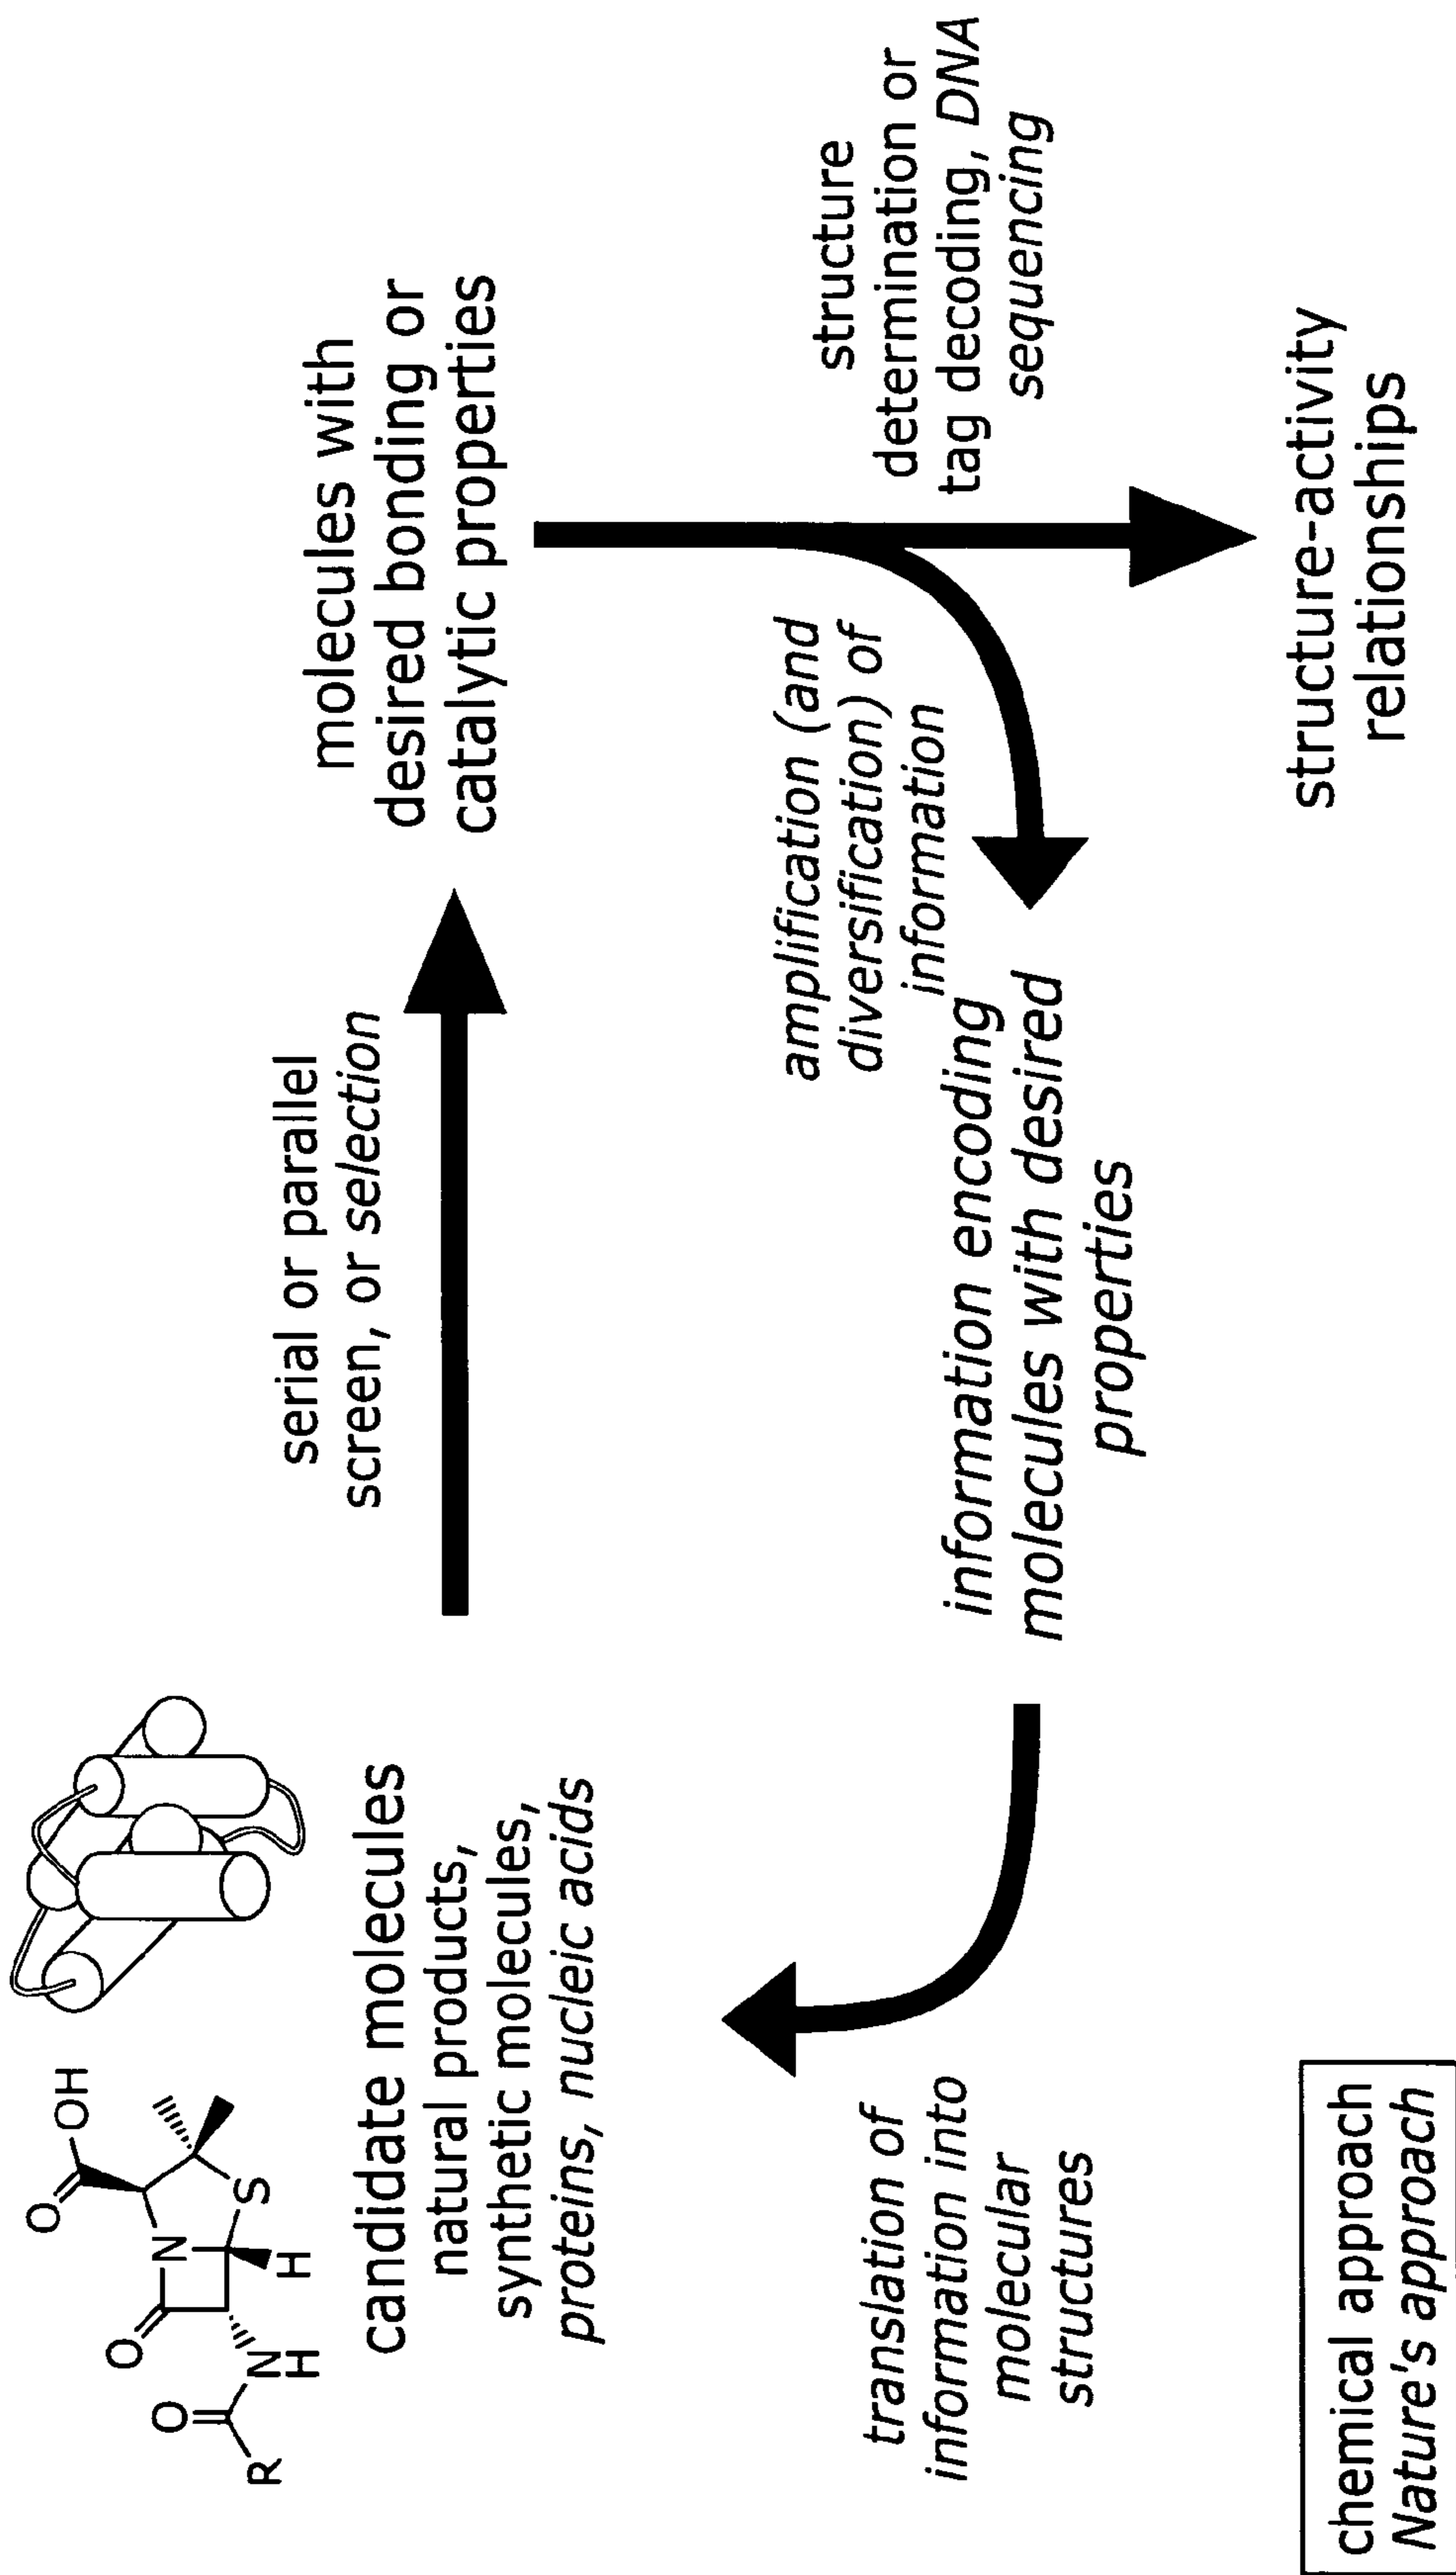 O
OH
O
N
S
H
O
N
H
R
candidate molecules
natural products,
synthetic molecules,
proteins, nucleic acids
serial or parallel
screen, or selection
molecules with
desired bonding or
catalytic properties
structure
determination or
tag decoding, DNA
sequencing
amplification (and
diversification) of
information
information encoding
molecules with desired
properties
translation of
information into
molecular
structures
structure-activity
relationships
chemical approach
Nature's approach